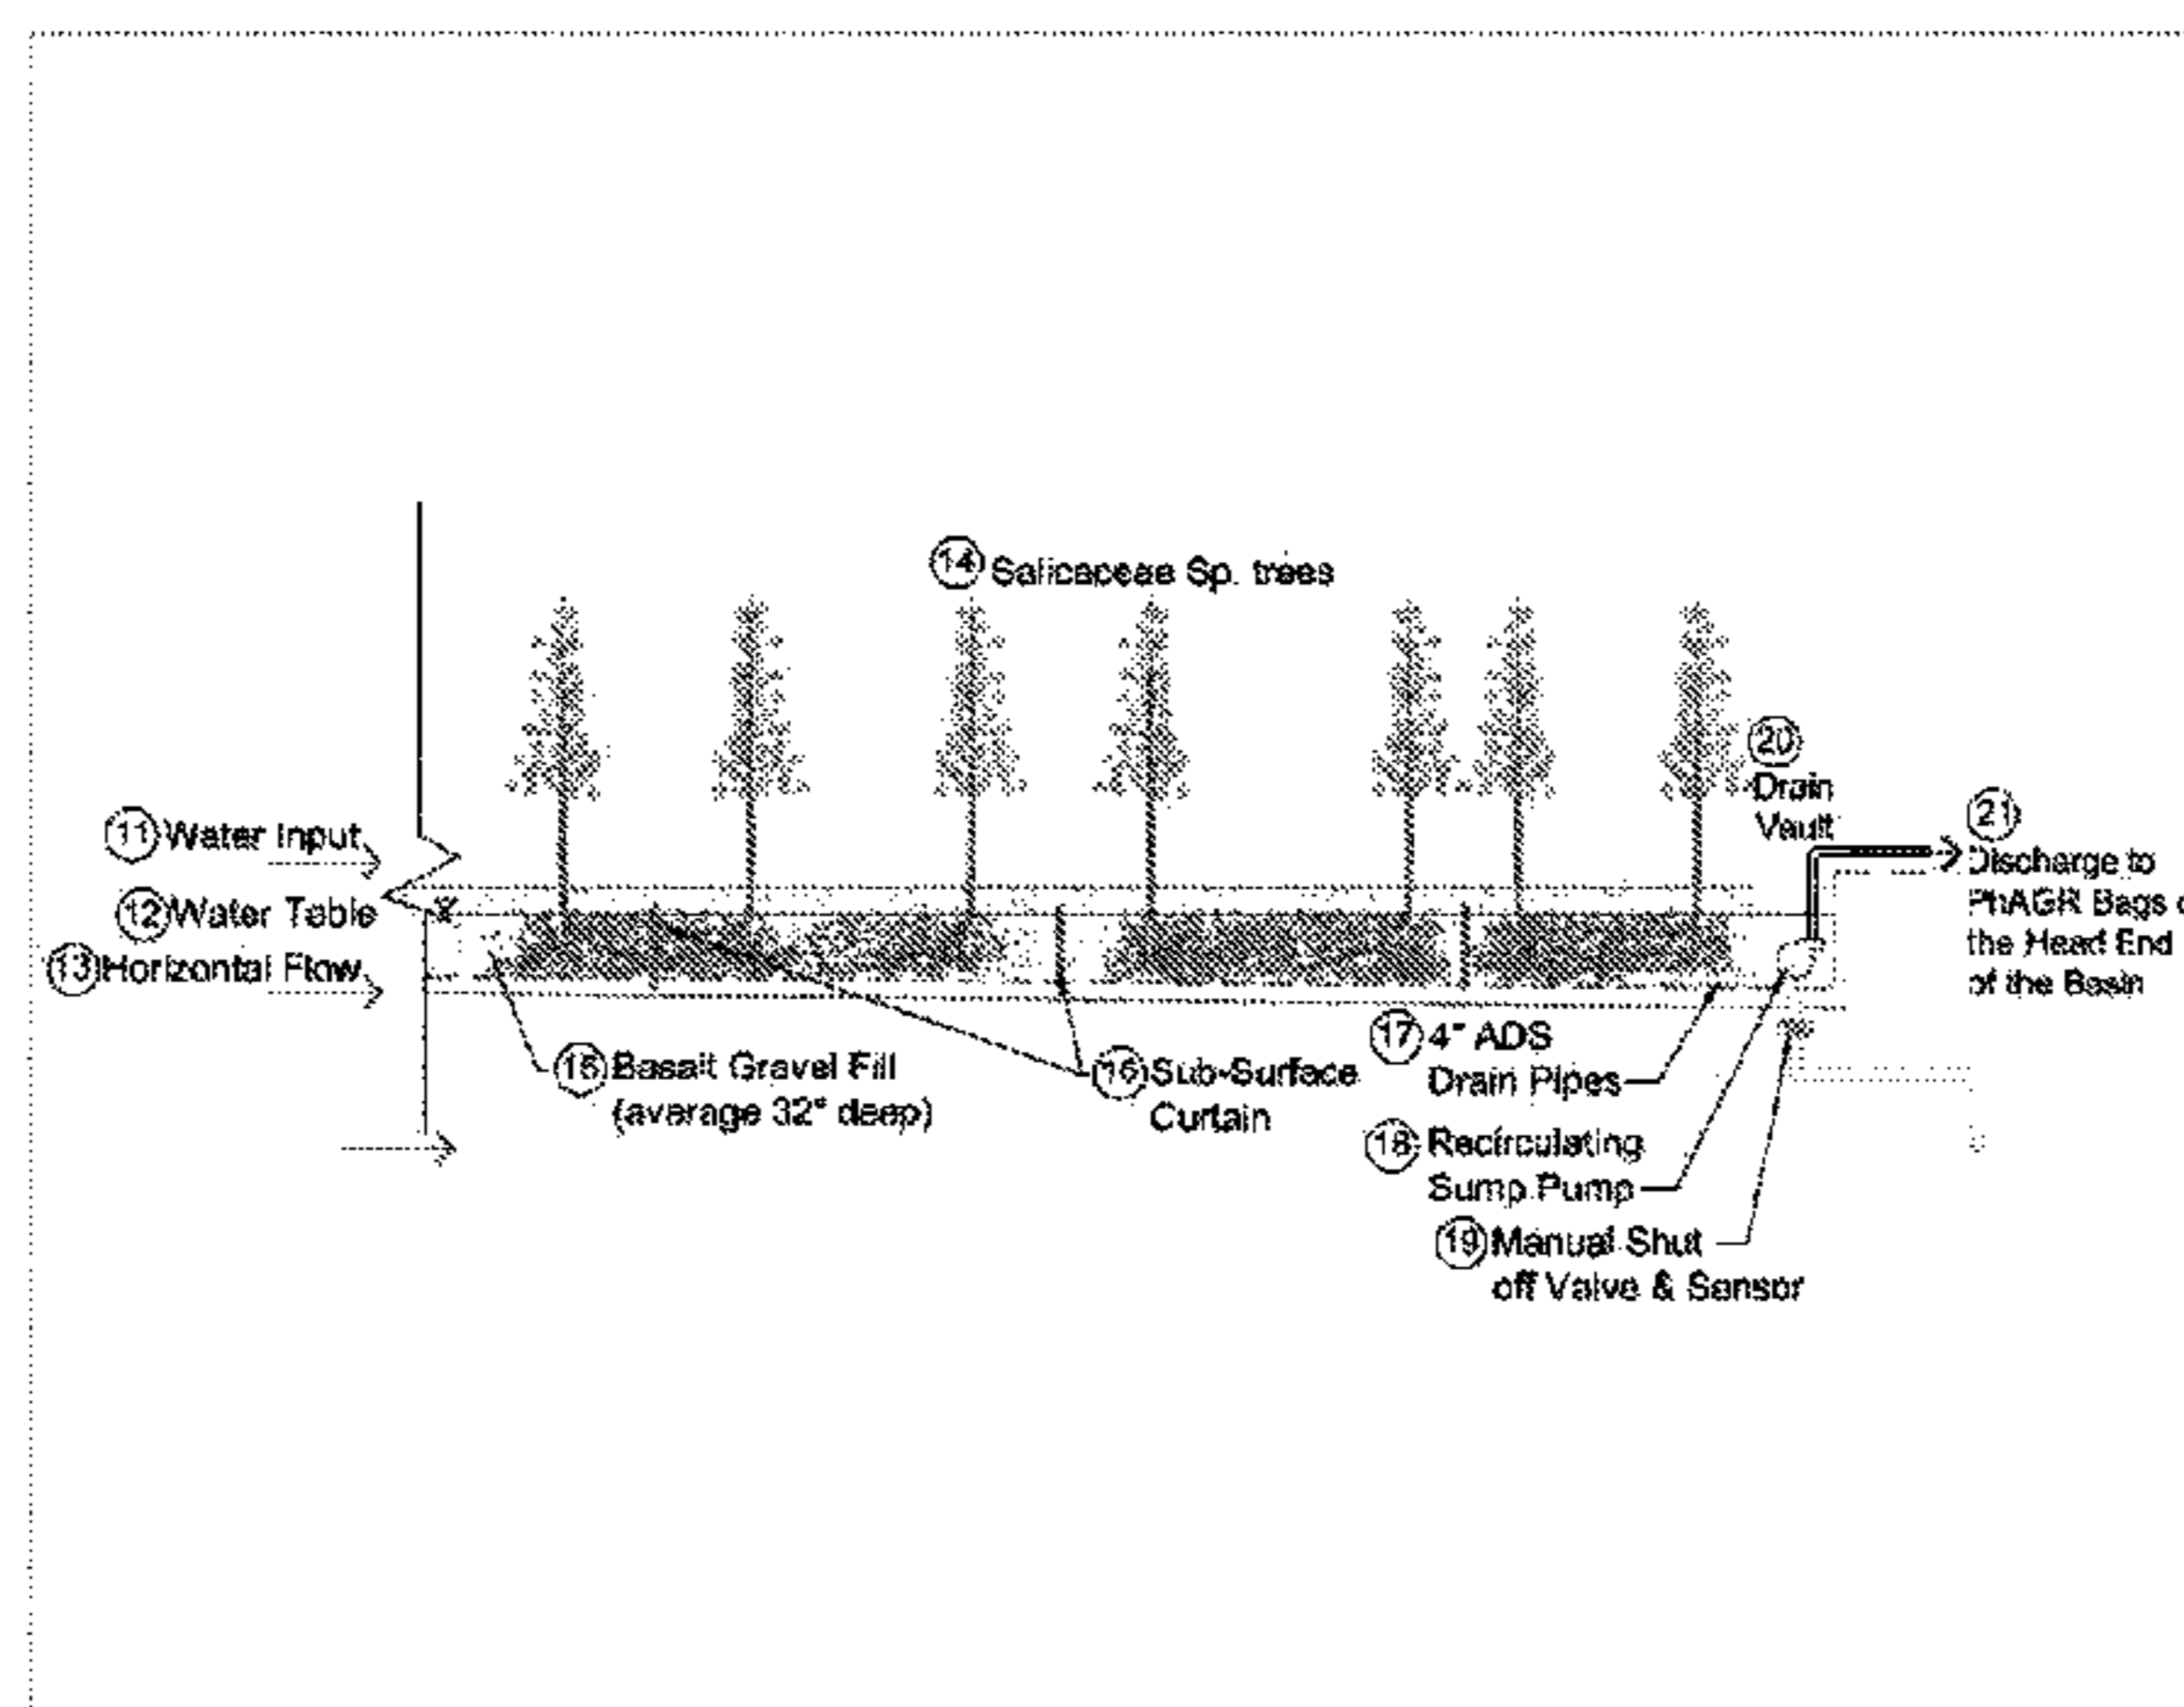 14 Salicaceae Sp. trees
20
Drain
Vault
11 Water Input
12 Water Table
13 Horizontal Flow
21
Discharge to
PhAGR Bags
the Head End
of the Basin
15 Basalt Gravel Fill
(average 32" deep)
16 Sub-Surface
Curtain
17 4" ADS
Drain Pipes
18 Recirculating
Sump Pump
19 Manual Shut
off Valve & Sensor